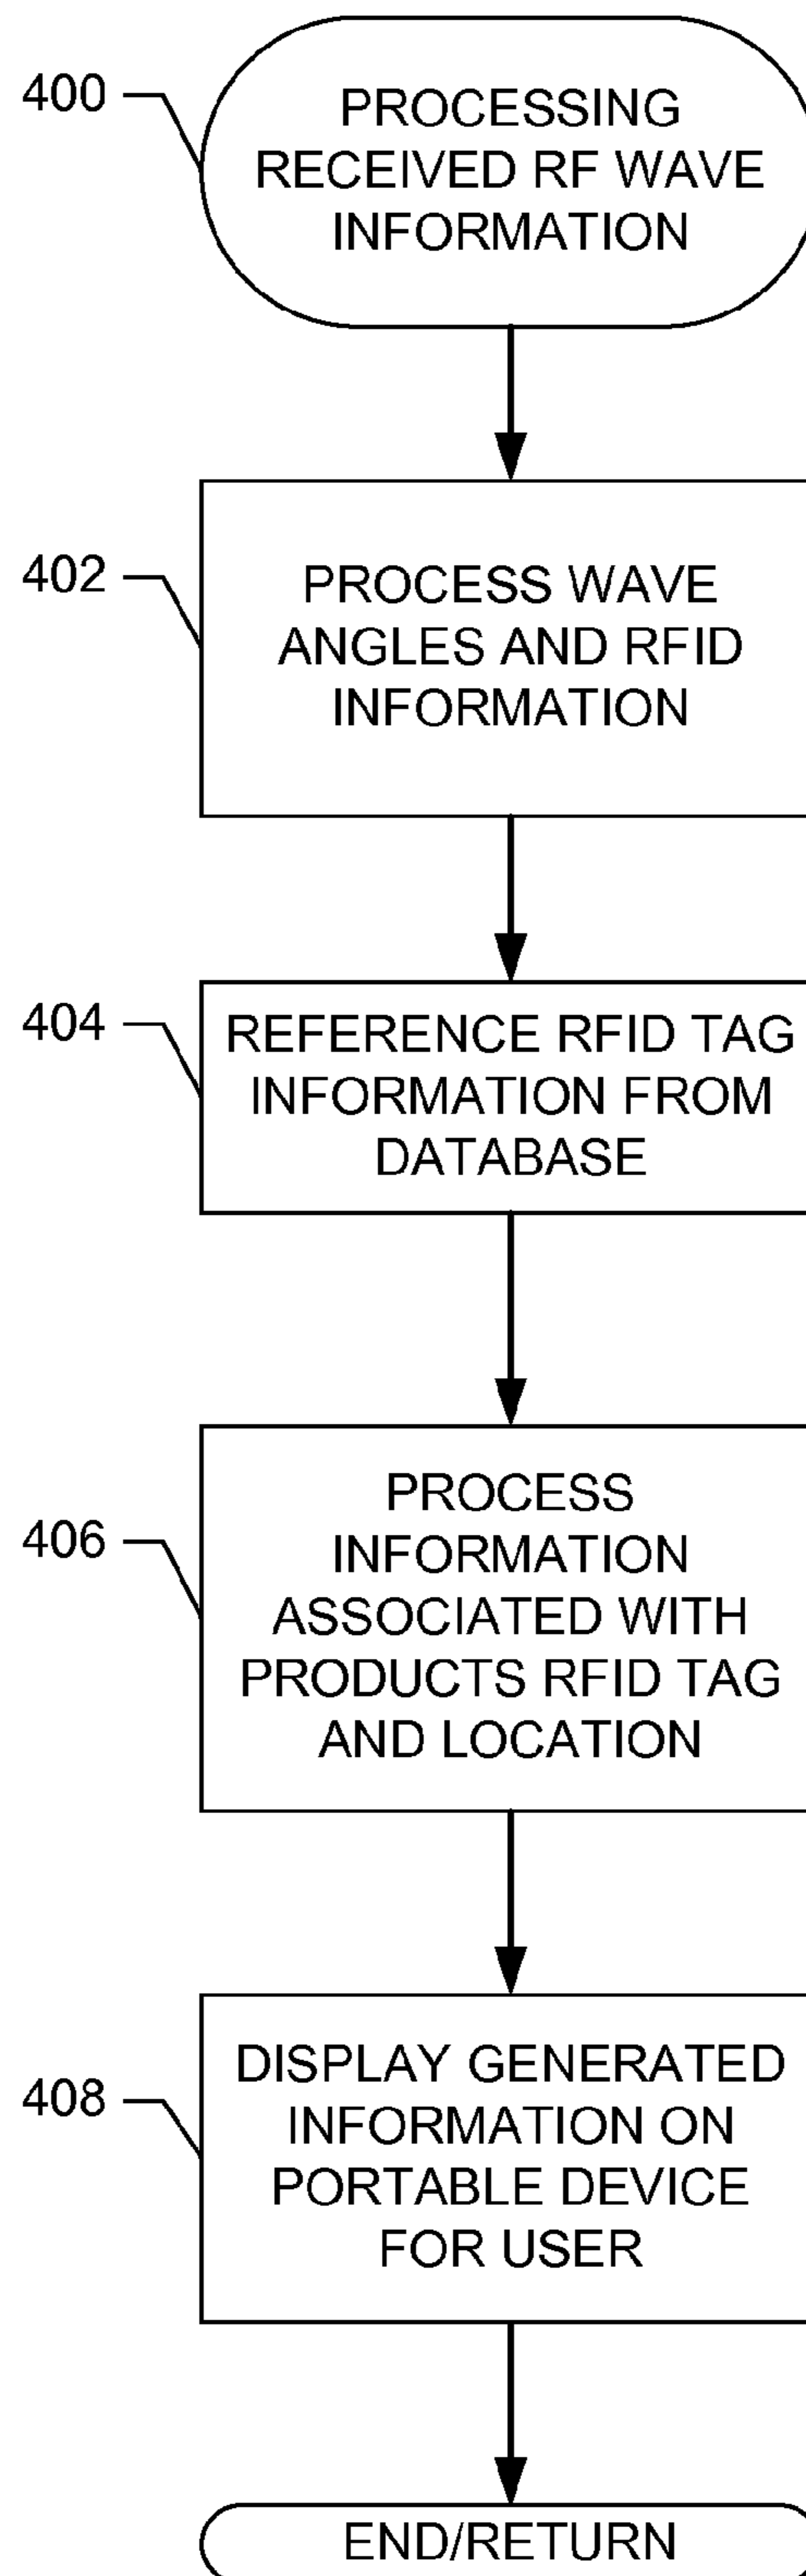 400
PROCESSING
RECEIVED RF WAVE
INFORMATION
402
PROCESS WAVE
ANGLES AND RFID
INFORMATION
404
REFERENCE RFID TAG
INFORMATION FROM
DATABASE
406
PROCESS
INFORMATION
ASSOCIATED WITH
PRODUCTS RFID TAG
AND LOCATION
408
DISPLAY GENERATED
INFORMATION ON
PORTABLE DEVICE
FOR USER
END/RETURN